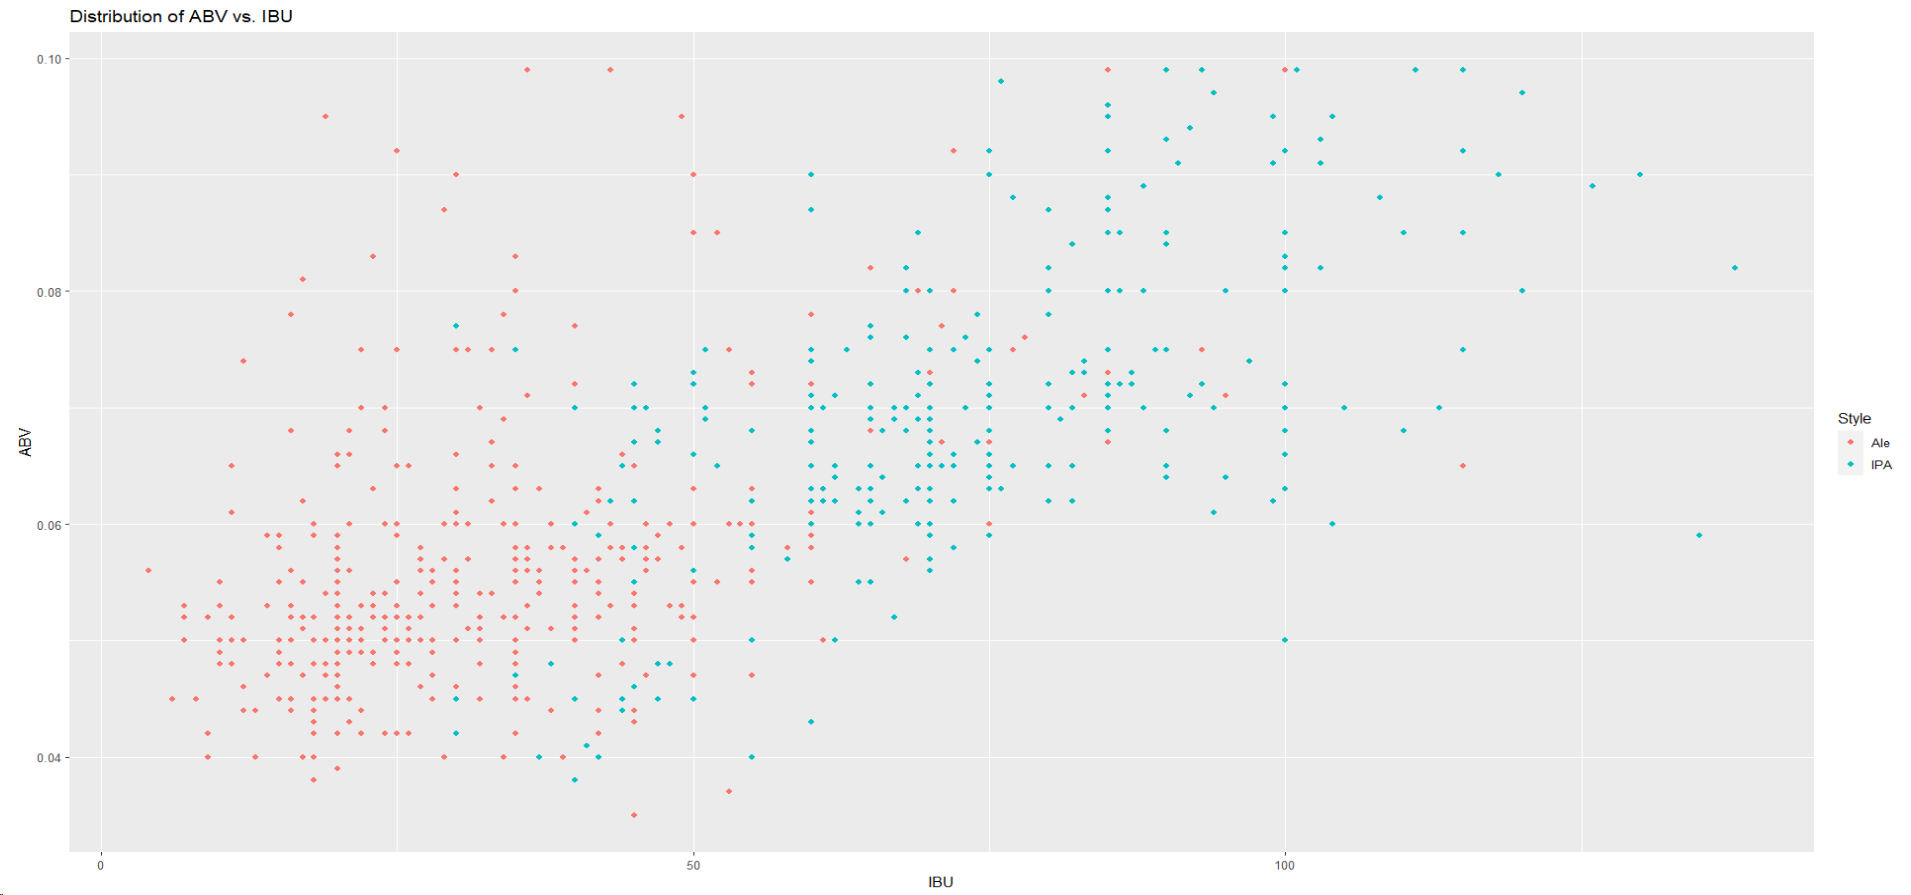 Distribution of ABV vs. IBU
0.10
0.08
0.06
0.04
ABV
0
50
100
IBU
Style
Ale
IPA